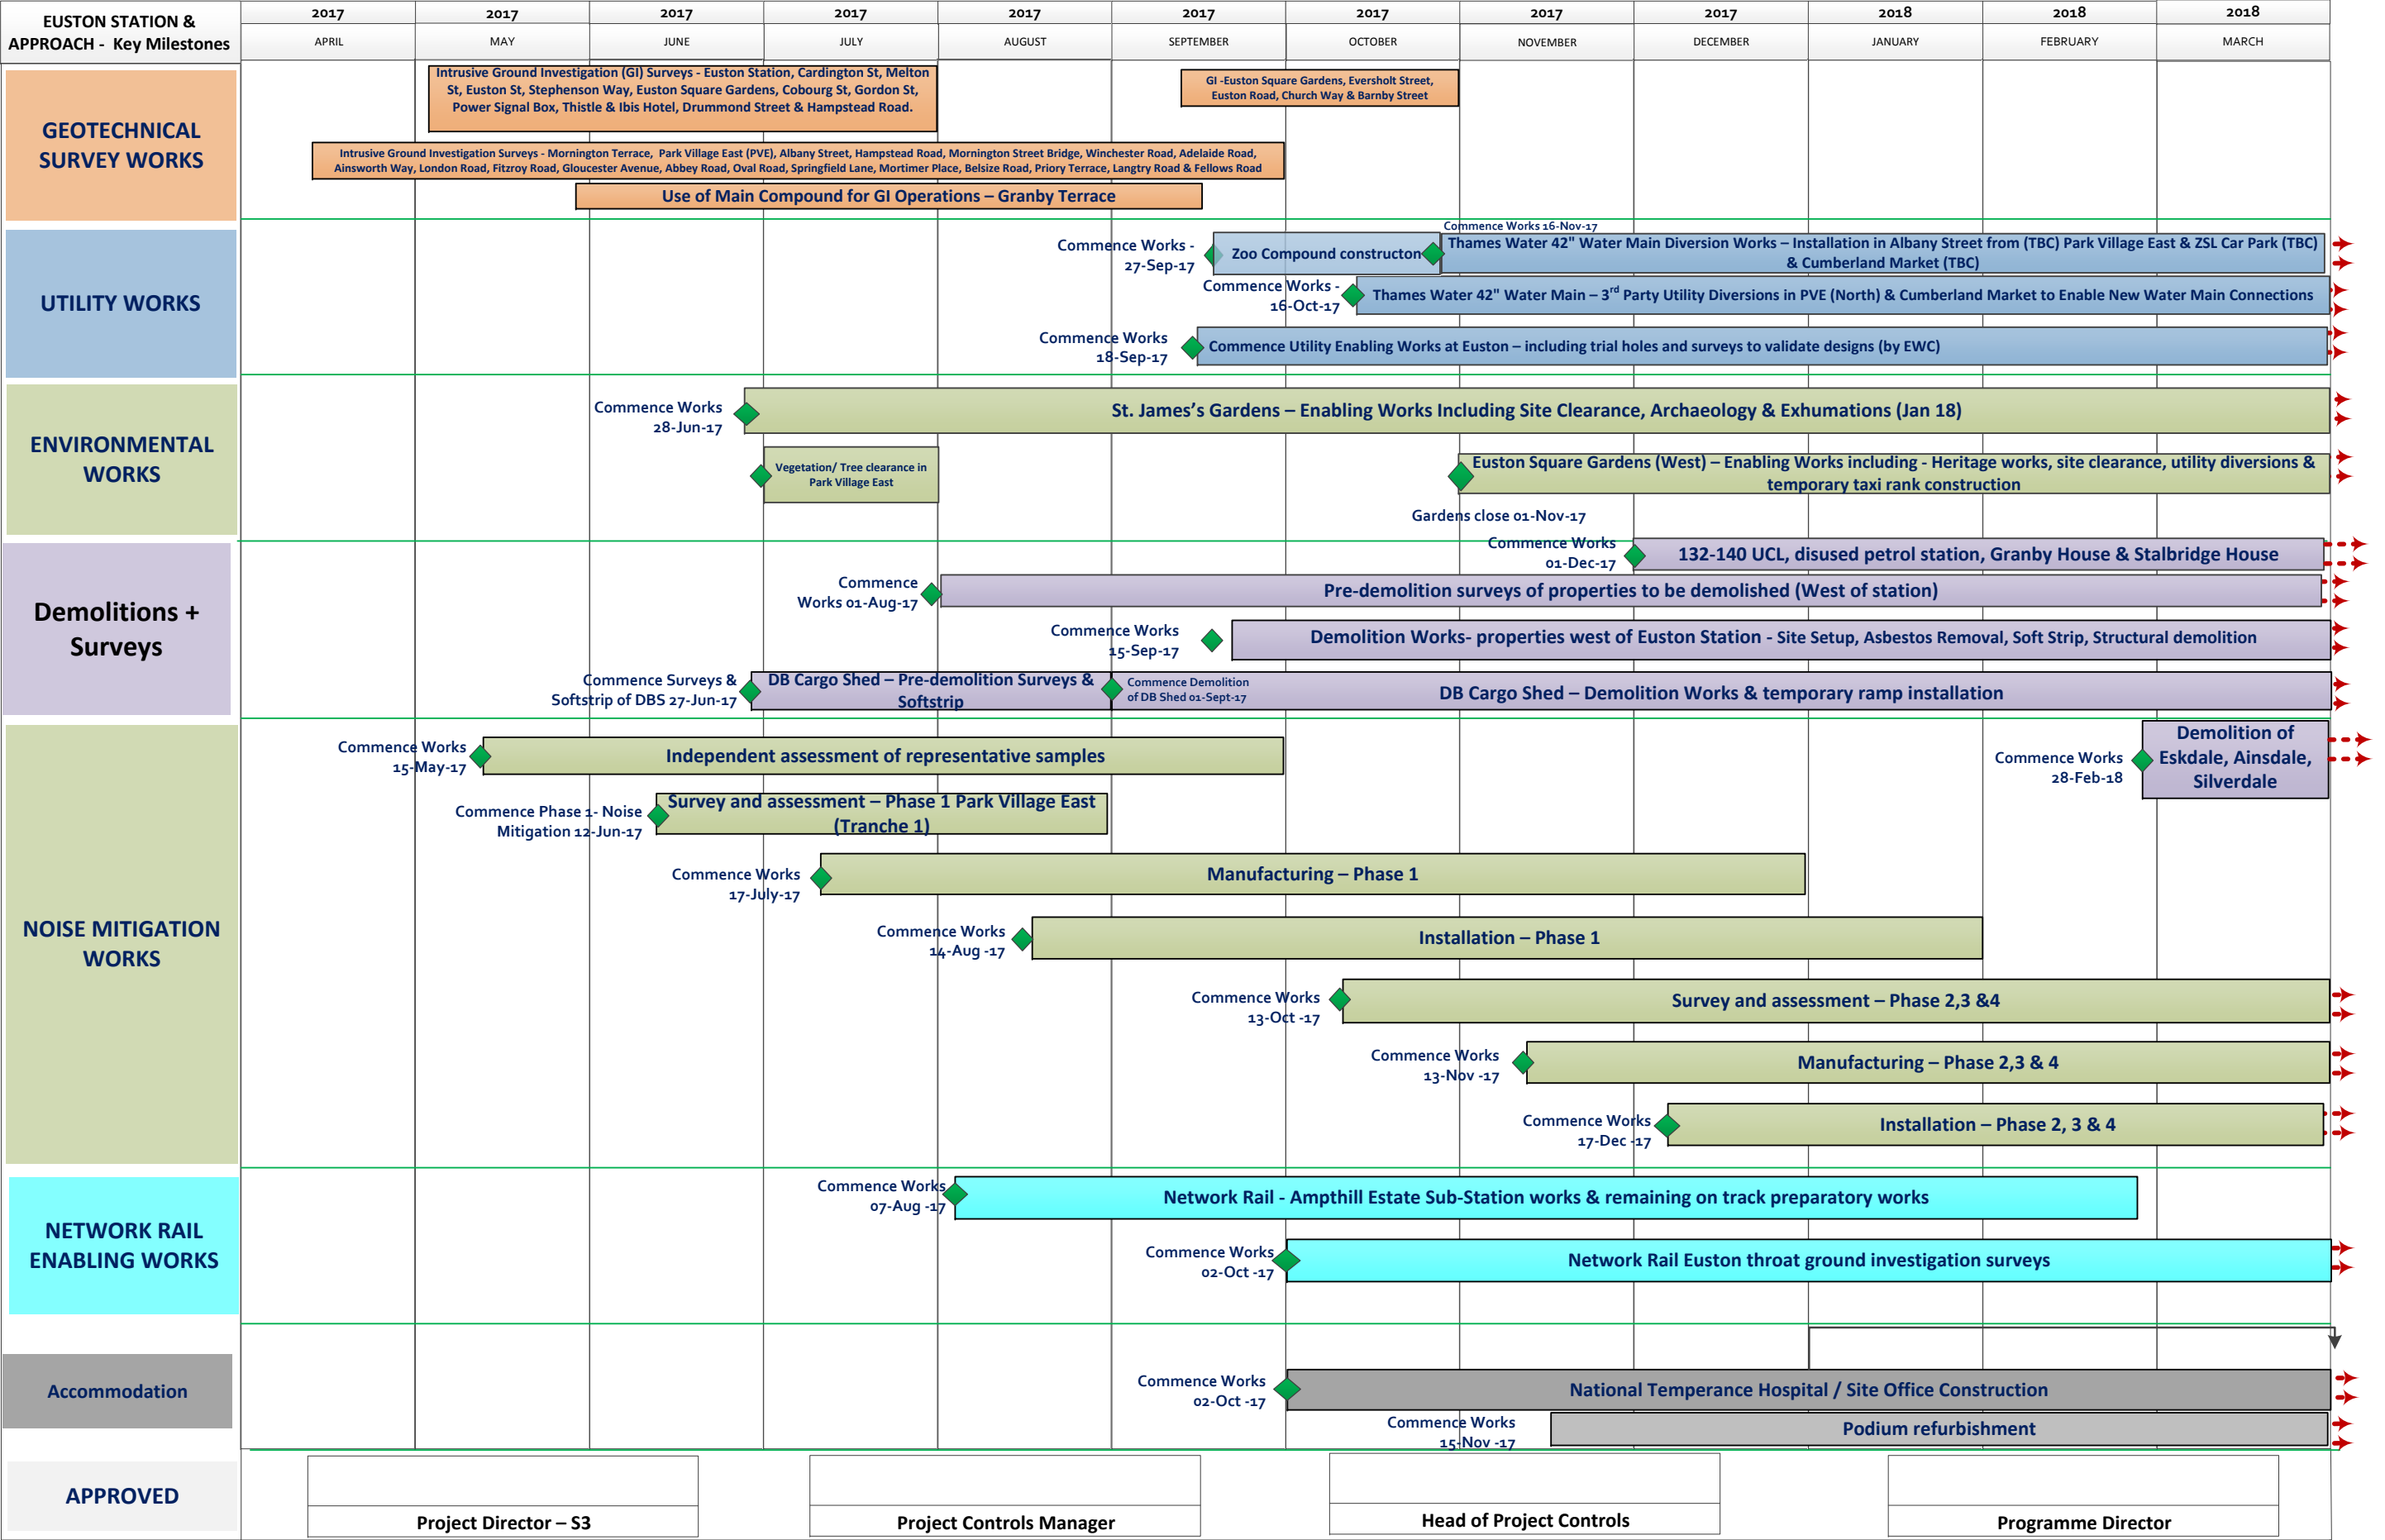 EUSTON STATION &
APPROACH - Key Milestones
2017 2017 2017 2017 2017 2017 2017 2017 2017 2018 2018 2018
APRIL MAY JUNE JULY AUGUST SEPTEMBER OCTOBER NOVEMBER DECEMBER JANUARY FEBRUARY MARCH
GEOTECHNICAL
SURVEY WORKS
Intrusive Ground Investigation (GI) Surveys - Euston Station, Cardington St, Melton
St, Euston St, Stephenson Way, Euston Square Gardens, Cobourg St, Gordon St,
Power Signal Box, Thistle & Ibis Hotel, Drummond Street & Hampstead Road.
GI -Euston Square Gardens, Eversholt Street,
Euston Road, Church Way & Barnby Street
Intrusive Ground Investigation Surveys - Mornington Terrace, Park Village East (PVE), Albany Street, Hampstead Road, Mornington Street Bridge, Winchester Road, Adelaide Road,
Ainsworth Way, London Road, Fitzroy Road, Gloucester Avenue, Abbey Road, Oval Road, Springfield Lane, Mortimer Place, Belsize Road, Priory Terrace, Langtry Road & Fellows Road
Use of Main Compound for GI Operations – Granby Terrace
UTILITY WORKS
Commence Works -
27-Sep-17
Zoo Compound constructon
Commence Works 16-Nov-17
Thames Water 42" Water Main Diversion Works – Installation in Albany Street from (TBC) Park Village East & ZSL Car Park (TBC)
& Cumberland Market (TBC)
Commence Works -
16-Oct-17
Thames Water 42" Water Main – 3rd Party Utility Diversions in PVE (North) & Cumberland Market to Enable New Water Main Connections
Commence Works
18-Sep-17
Commence Utility Enabling Works at Euston – including trial holes and surveys to validate designs (by EWC)
ENVIRONMENTAL
WORKS
Commence Works
28-Jun-17
St. James's Gardens – Enabling Works Including Site Clearance, Archaeology & Exhumations (Jan 18)
Vegetation/ Tree clearance in
Park Village East
Euston Square Gardens (West) – Enabling Works including - Heritage works, site clearance, utility diversions &
temporary taxi rank construction
Gardens close 01-Nov-17
Demolitions +
Surveys
Commence Works
01-Dec-17
132-140 UCL, disused petrol station, Granby House & Stalbridge House
Commence
Works 01-Aug-17
Pre-demolition surveys of properties to be demolished (West of station)
Commence Works
15-Sep-17
Demolition Works- properties west of Euston Station - Site Setup, Asbestos Removal, Soft Strip, Structural demolition
Commence Surveys &
Softstrip of DBS 27-Jun-17
DB Cargo Shed – Pre-demolition Surveys &
Softstrip
Commence Demolition
of DB Shed 01-Sept-17
DB Cargo Shed – Demolition Works & temporary ramp installation
NOISE MITIGATION
WORKS
Commence Works
15-May-17
Independent assessment of representative samples
Commence Works
28-Feb-18
Demolition of
Eskdale, Ainsdale,
Silverdale
Commence Phase 1- Noise
Mitigation 12-Jun-17
Survey and assessment – Phase 1 Park Village East
(Tranche 1)
Commence Works
17-July-17
Manufacturing – Phase 1
Commence Works
14-Aug -17
Installation – Phase 1
Commence Works
13-Oct -17
Survey and assessment – Phase 2,3 &4
Commence Works
13-Nov -17
Manufacturing – Phase 2,3 & 4
Commence Works
17-Dec -17
Installation – Phase 2, 3 & 4
NETWORK RAIL
ENABLING WORKS
Commence Works
07-Aug -17
Network Rail - Ampthill Estate Sub-Station works & remaining on track preparatory works
Commence Works
02-Oct -17
Network Rail Euston throat ground investigation surveys
Accommodation
Commence Works
02-Oct -17
National Temperance Hospital / Site Office Construction
Commence Works
15-Nov -17
Podium refurbishment
APPROVED
Project Director – S3
Project Controls Manager
Head of Project Controls
Programme Director